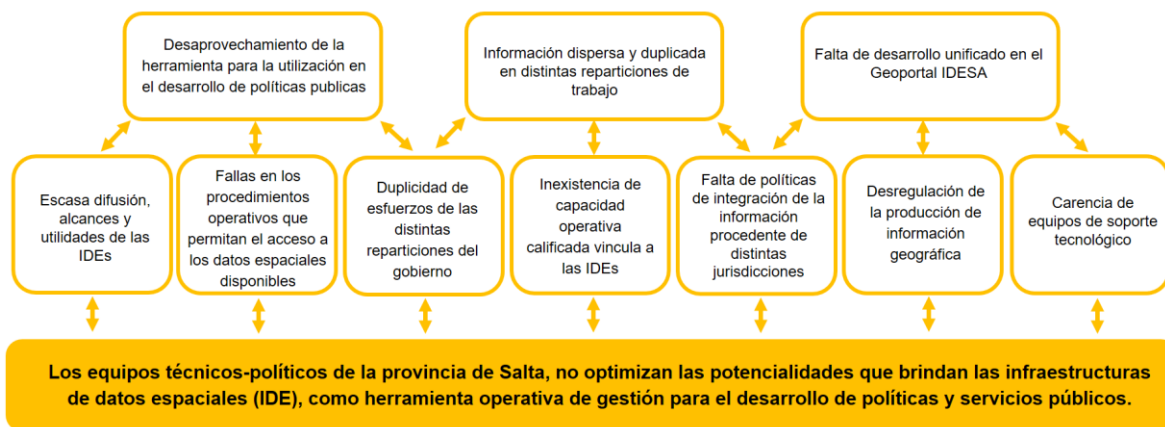 Desaprovechamiento de la
herramienta para la utilización en
el desarrollo de políticas publicas
Información dispersa y duplicada
en distintas reparticiones de
trabajo
Falta de desarrollo unificado en el
Geoportal IDESA
Escasa difusión,
alcances y
utilidades de las
IDEs
Fallas en los
procedimientos
operativos que
permitan el acceso a
los datos espaciales
disponibles
Duplicidad de
esfuerzos de las
distintas
reparticiones del
gobierno
Inexistencia de
capacidad
operativa
calificada vincula a
las IDEs
Falta de políticas
de integración de la
información
procedente de
distintas
jurisdicciones
Desregulación de
la producción de
información
geográfica
Carencia de
equipos de soporte
tecnológico
Los equipos técnicos-políticos de la provincia de Salta, no optimizan las potencialidades que brindan las infraestructuras
de datos espaciales (IDE), como herramienta operativa de gestión para el desarrollo de políticas y servicios públicos.